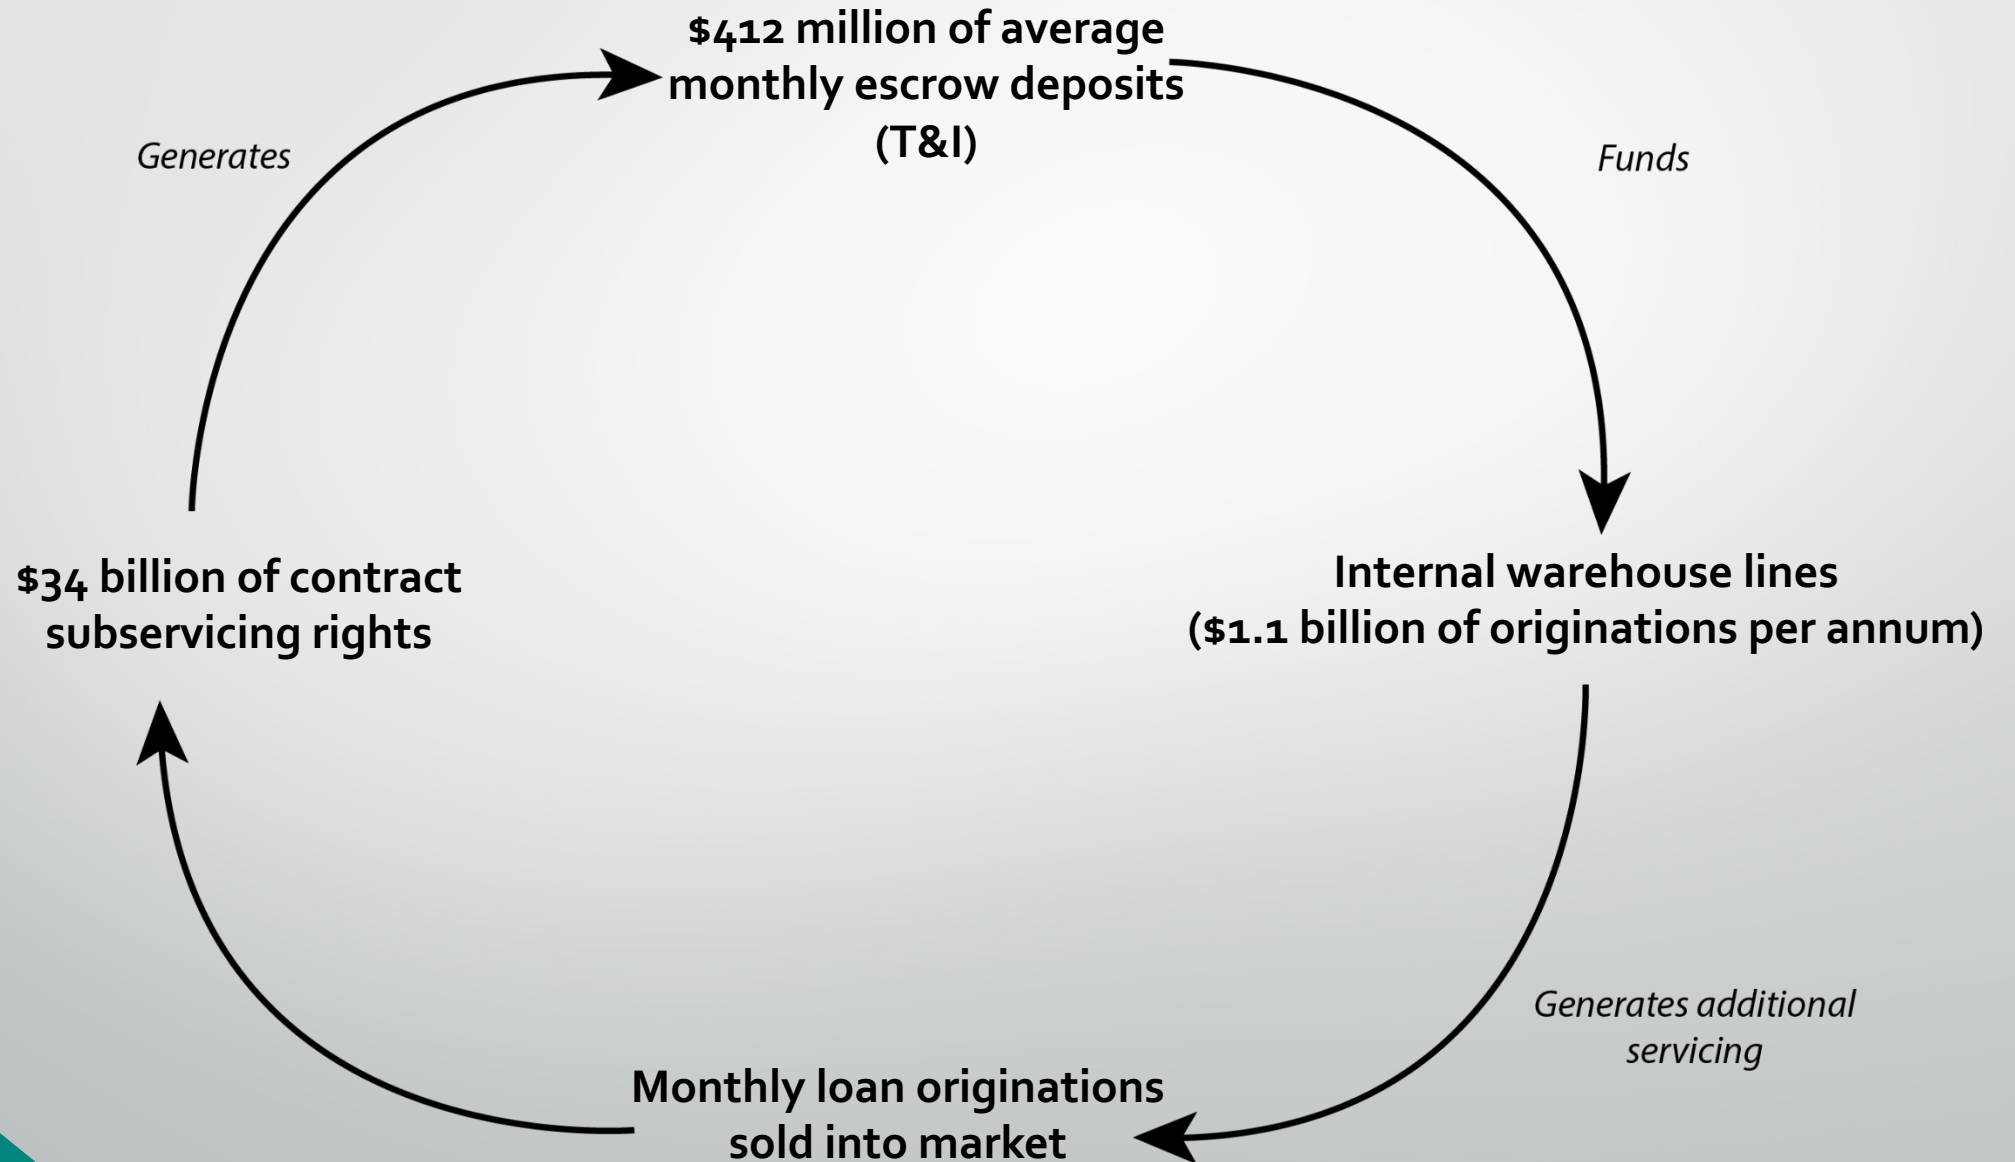 $412 million of average
monthly escrow deposits
(T&I)
Generates
Funds
$34 billion of contract
subservicing rights
Internal warehouse lines
($1.1 billion of originations per annum)
Generates additional
servicing
Monthly loan originations
sold into market